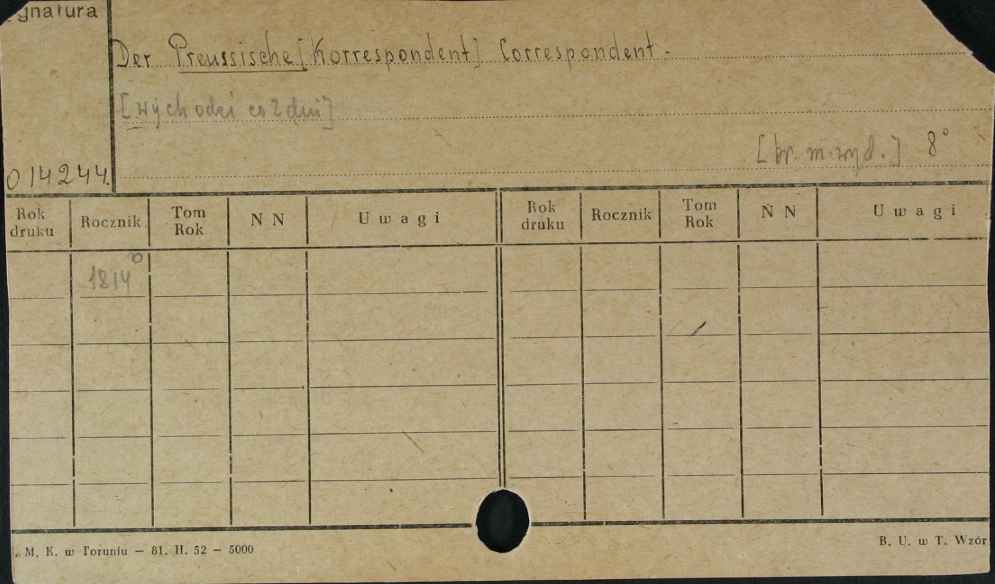 gnatura
Der Preussische [Korrespondent] Correspondent.
[Wychodzi co 2 dni]
[br. m. wyd.] 8°
014244.
Rok druku Rocznik Tom Rok N N U w a g i Rok druku Rocznik Tom Rok N N U w a g i
1814
M. K. w Toruniu — 81. II. 52 — 5000
B. U. w T. Wzór